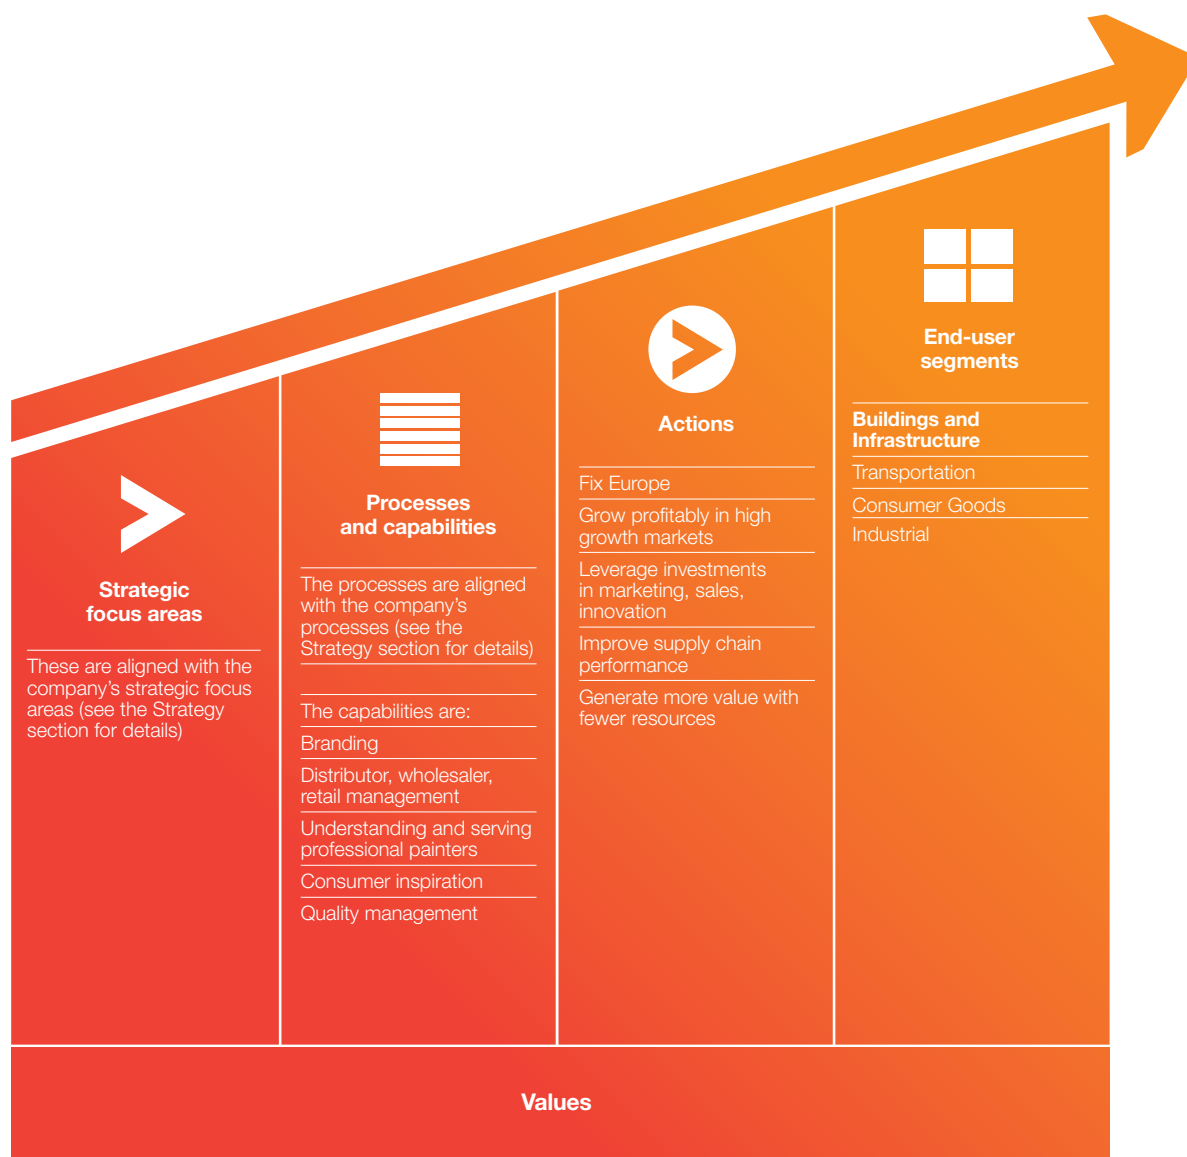 Strategic
focus areas
These are aligned with the
company’s strategic focus
areas (see the Strategy
section for details)
Processes
and capabilities
The processes are aligned
with the company’s
processes (see the
Strategy section for details)
The capabilities are:
Branding
Distributor, wholesaler,
retail management
Understanding and serving
professional painters
Consumer inspiration
Quality management
Actions
Fix Europe
Grow profitably in high
growth markets
Leverage investments
in marketing, sales,
innovation
Improve supply chain
performance
Generate more value with
fewer resources
End-user
segments
Buildings and
Infrastructure
Transportation
Consumer Goods
Industrial
Values